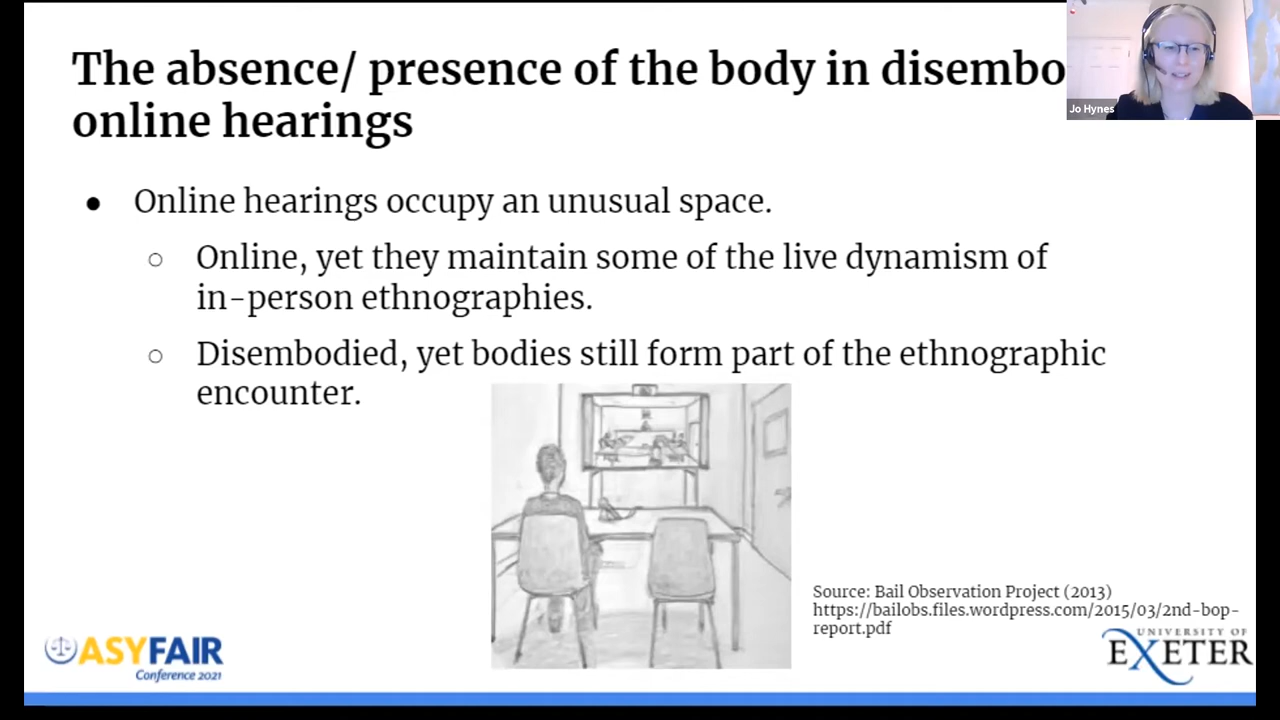 The absence/ presence of the body in disembo
online hearings
Jo Hynes
● Online hearings occupy an unusual space.
○ Online, yet they maintain some of the live dynamism of
in-person ethnographies.
○ Disembodied, yet bodies still form part of the ethnographic
encounter.
Source: Bail Observation Project (2013)
https://bailobs.files.wordpress.com/2015/03/2nd-bop-
report.pdf
ASYFAIR
Conference 2021
UNIVERSITY OF
EXETER